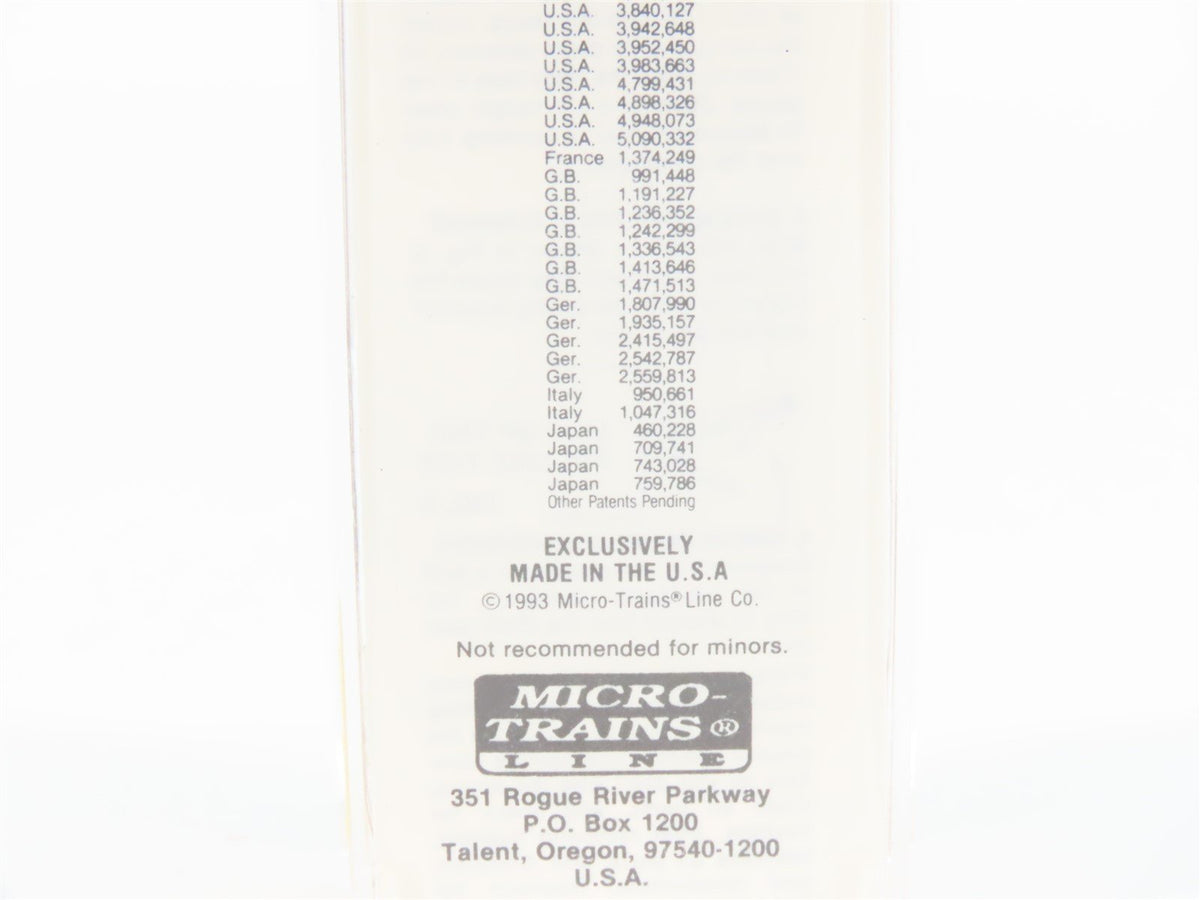 U.S.A. 3,840,127
U.S.A. 3,942,648
U.S.A. 3,952,450
U.S.A. 3,983,663
U.S.A. 4,799,431
U.S.A. 4,898,326
U.S.A. 4,948,073
U.S.A. 5,090,332
France 1,374,249
G.B. 991,448
G.B. 1,191,227
G.B. 1,236,352
G.B. 1,242,299
G.B. 1,336,543
G.B. 1,413,646
G.B. 1,471,513
Ger. 1,807,990
Ger. 1,935,157
Ger. 2,415,497
Ger. 2,542,787
Ger. 2,559,813
Italy 950,661
Italy 1,047,316
Japan 460,228
Japan 709,741
Japan 743,028
Japan 759,786
Other Patents Pending
EXCLUSIVELY
MADE IN THE U.S.A
© 1993 Micro-Trains® Line Co.
Not recommended for minors.
MICRO-
TRAINS ®
LINE
351 Rogue River Parkway
P.O. Box 1200
Talent, Oregon, 97540-1200
U.S.A.